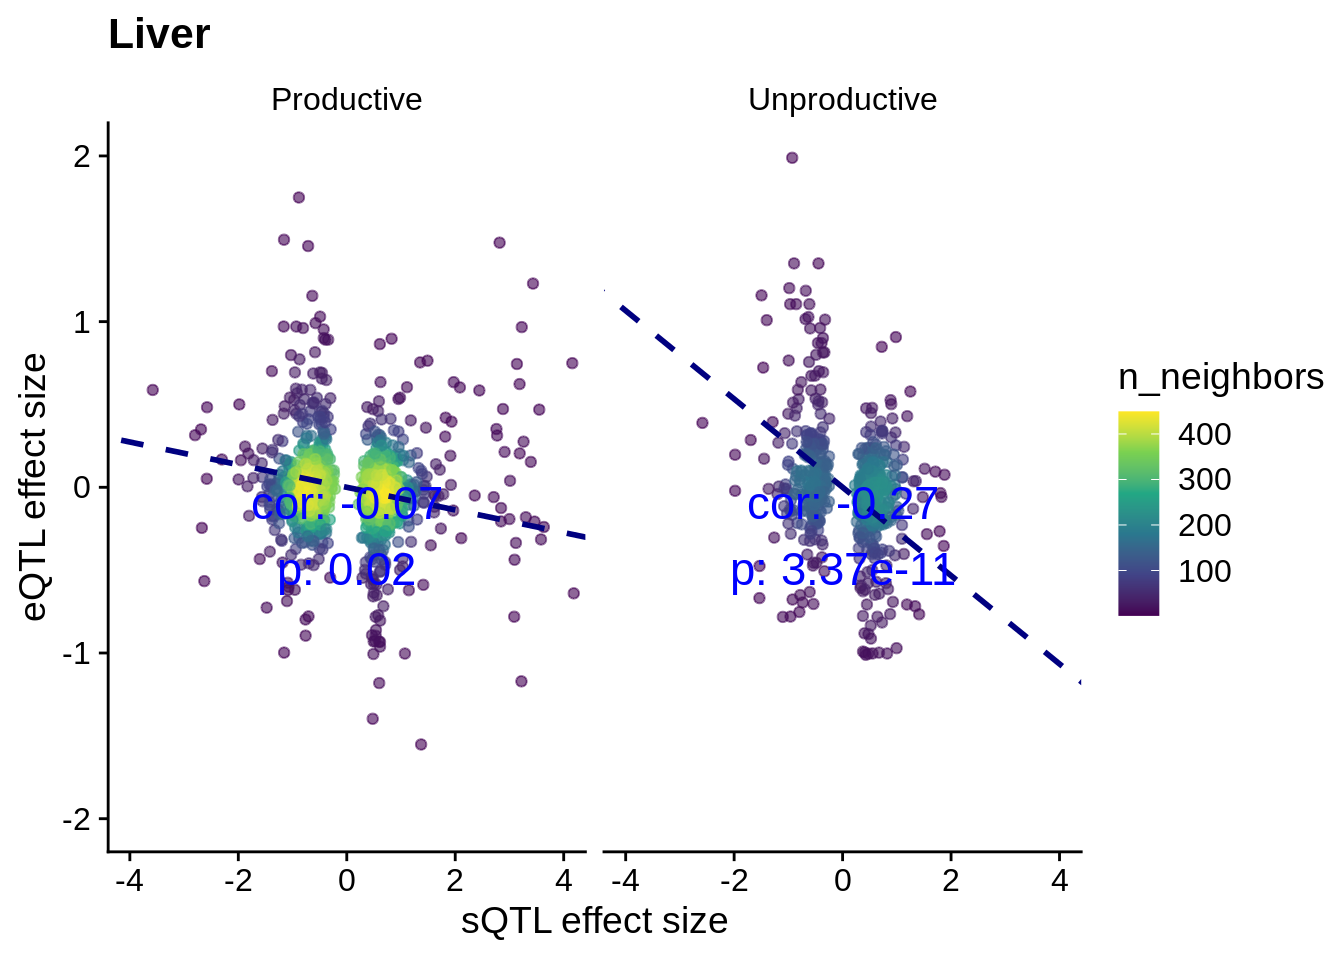 Liver
Productive
Unproductive
2
1
0
-1
-2
eQTL effect size
cor: -0.07
p: 0.02
cor: -0.27
p: 3.37e-11
-4
-2
0
2
4
-4
-2
0
2
4
sQTL effect size
n_neighbors
400
300
200
100